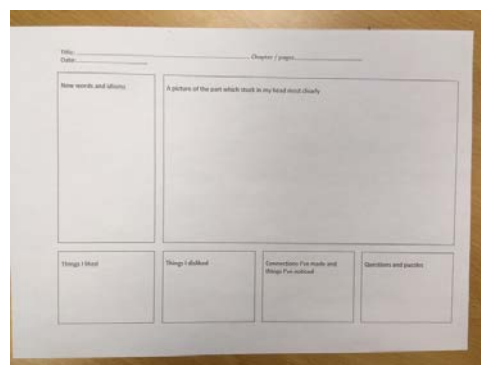 Title:
Chapter / pages
Date:
New words and idioms
A picture of the part which stuck in my head most clearly
Things I liked
Things I disliked
Connections I've made and
things I've noticed
Questions and puzzles